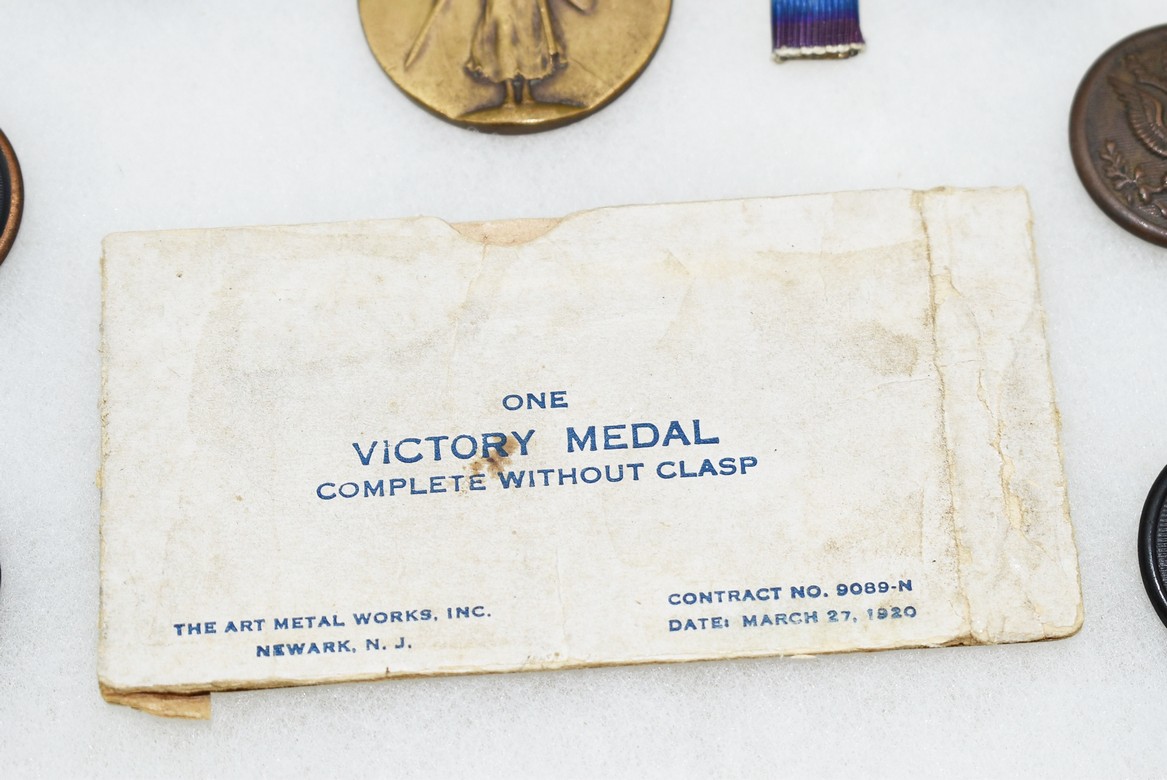 ONE
VICTORY MEDAL
COMPLETE WITHOUT CLASP
THE ART METAL WORKS, INC.
NEWARK, N. J.
CONTRACT NO. 9089-N
DATE: MARCH 27, 1920